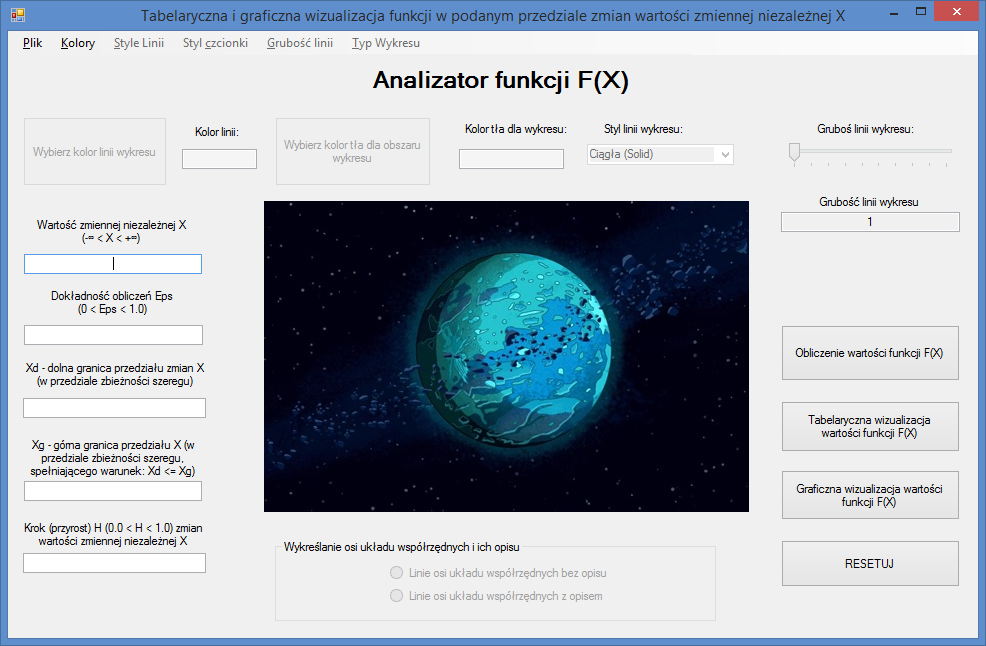 Tabelaryczna i graficzna wizualizacja funkcji w podanym przedziale zmian wartości zmiennej niezależnej X
Plik Kolory Style Linii Styl czcionki Grubość linii Typ Wykresu
Analizator funkcji F(X)
Wybierz kolor linii wykresu
Kolor linii:
Wybierz kolor tła dla obszaru
wykresu
Kolor tła dla wykresu:
Styl linii wykresu:
Ciągła (Solid)
Gruboś linii wykresu:
Grubość linii wykresu
1
Wartość zmiennej niezależnej X
(-∞ < X < +∞)
Dokładność obliczeń Eps
(0 < Eps < 1.0)
Xd - dolna granica przedziału zmian X
(w przedziale zbieżności szeregu)
Xg - górna granica przedziału X (w
przedziale zbieżności szeregu,
spełniającego warunek: Xd <= Xg)
Krok (przyrost) H (0.0 < H < 1.0) zmian
wartości zmiennej niezależnej X
Obliczenie wartości funkcji F(X)
Tabelaryczna wizualizacja
wartości funkcji F(X)
Graficzna wizualizacja wartości
funkcji F(X)
RESETUJ
Wykreślanie osi układu współrzędnych i ich opisu
Linie osi układu współrzędnych bez opisu
Linie osi układu współrzędnych z opisem